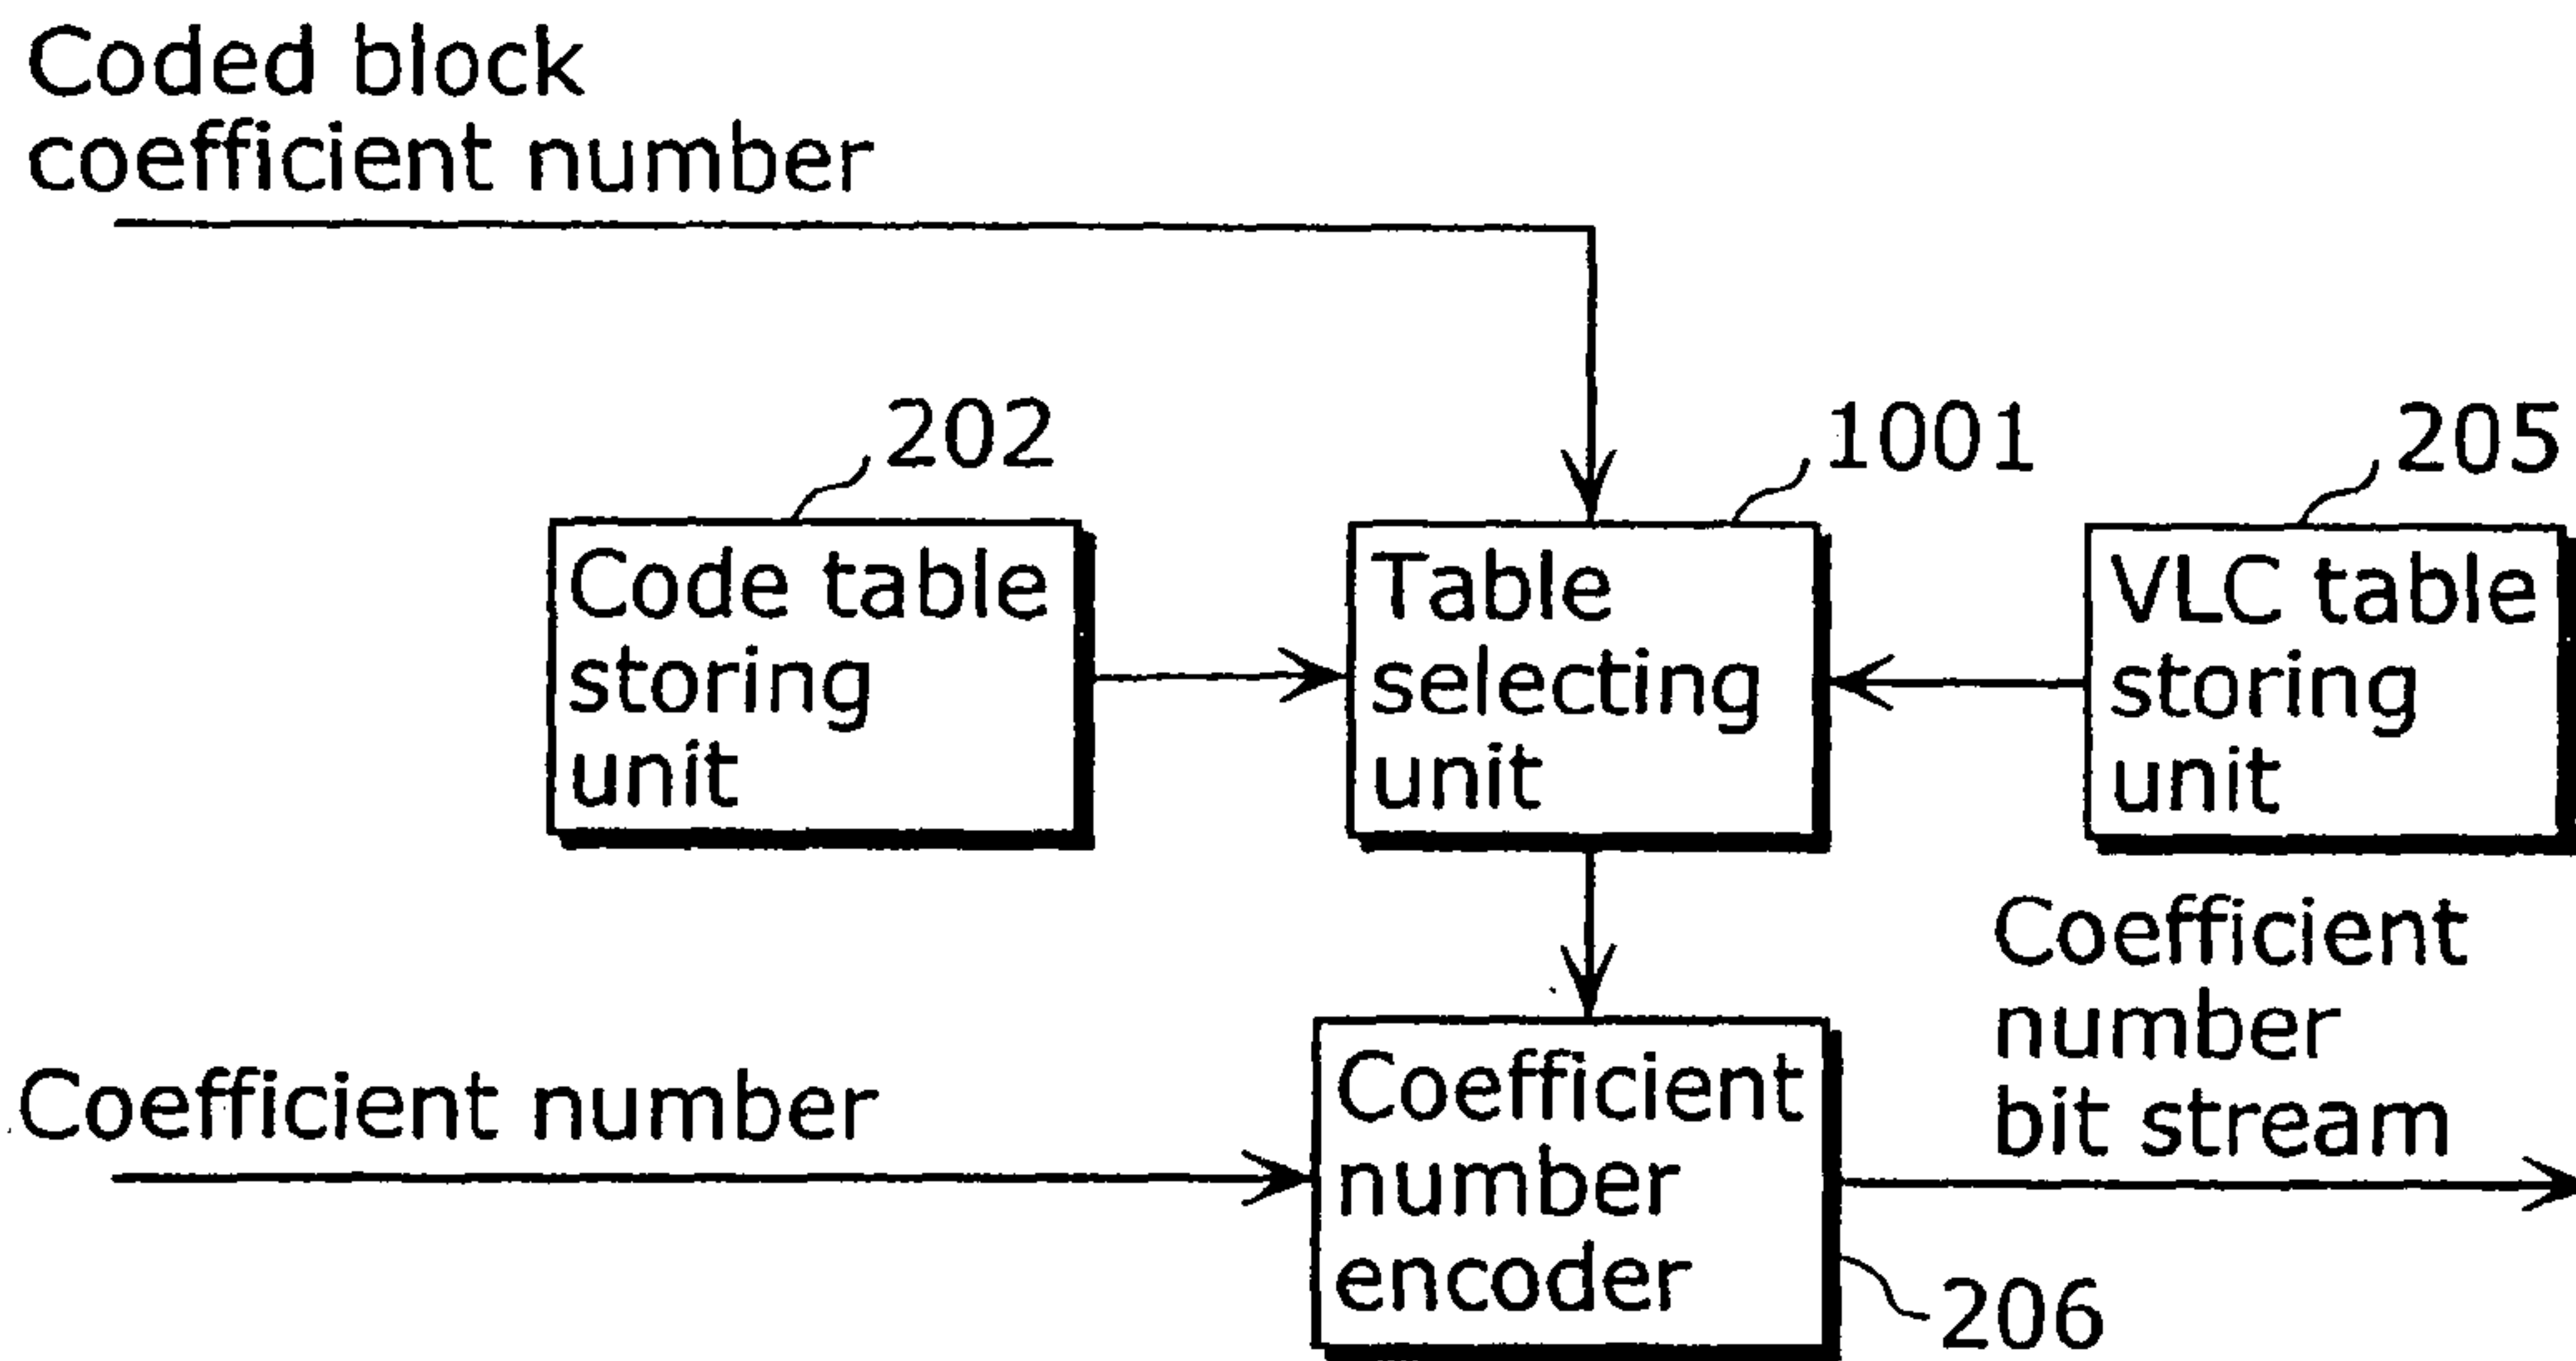 Coded block
coefficient number
202
1001
205
Code table
storing
unit
Table
selecting
unit
VLC table
storing
unit
Coefficient
number
bit stream
Coefficient number
Coefficient
number
encoder
206